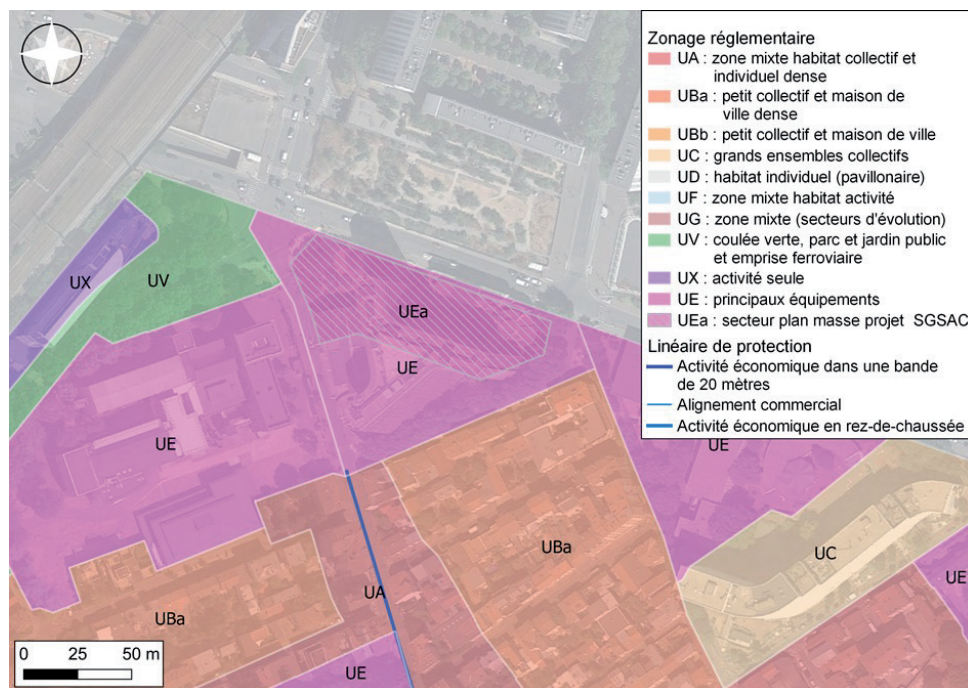 Zonage réglementaire
UA : zone mixte habitat collectif et
individuel dense
UBa : petit collectif et maison de
ville dense
UBb : petit collectif et maison de ville
UC : grands ensembles collectifs
UD : habitat individuel (pavillonaire)
UF : zone mixte habitat activité
UG : zone mixte (secteurs d'évolution)
UV : coulée verte, parc et jardin public
et emprise ferroviaire
UX : activité seule
UE : principaux équipements
UEa : secteur plan masse projet SGSAC
Linéaire de protection
Activité économique dans une bande
de 20 mètres
Alignement commercial
Activité économique en rez-de-chaussée
UX
UV
UEa
UE
UE
UE
UBa
UC
UE
UA
UBa
UE
0 25 50 m